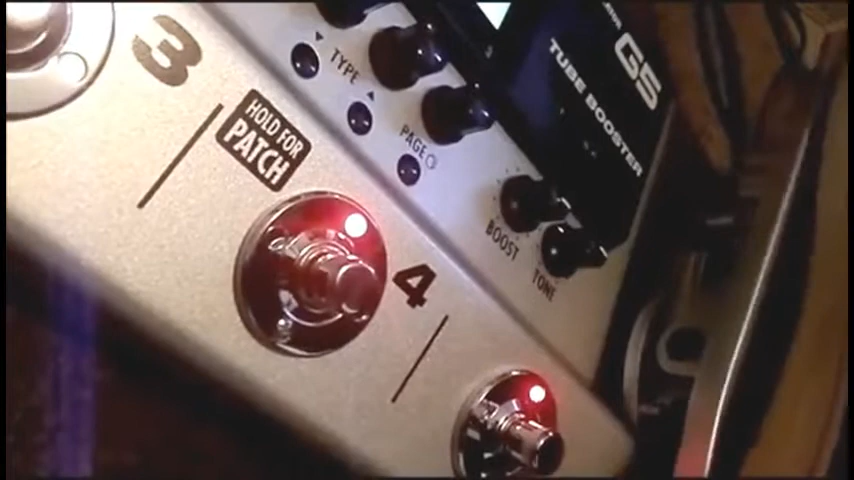 3
HOLD FOR
PATCH
TYPE
PAGE
G5
TUBE BOOSTER
BOOST
TONE
4